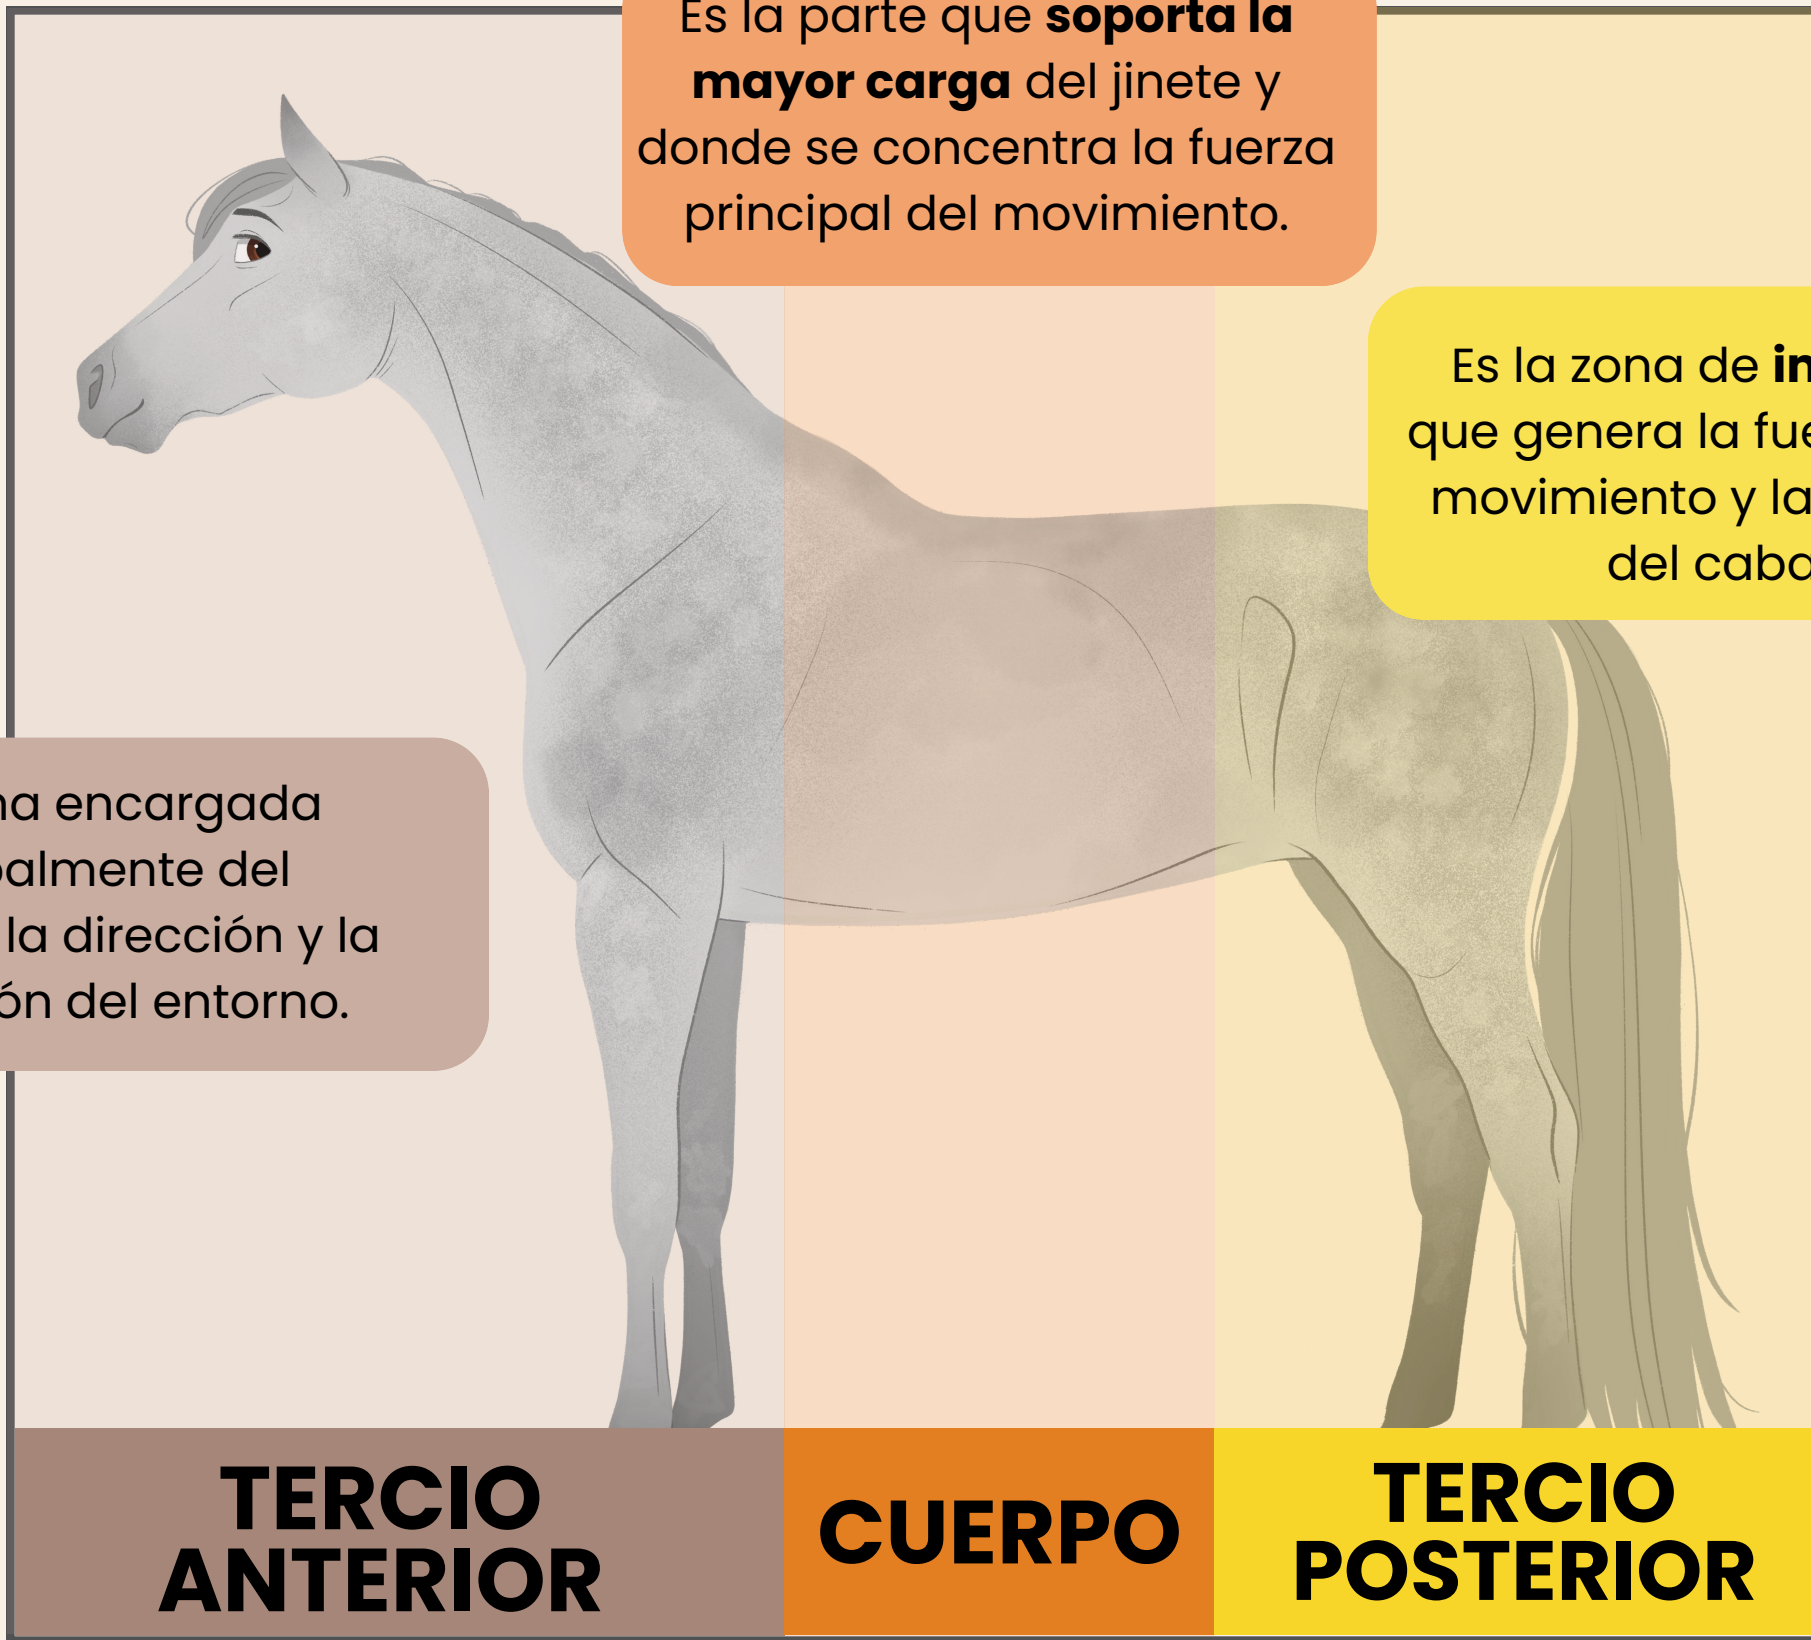 Es la parte que soporta la
mayor carga del jinete y
donde se concentra la fuerza
principal del movimiento.
Es la zona de
que genera la
movimiento y la
del
encargada
del
la dirección y la
del entorno.
TERCIO
ANTERIOR
CUERPO
TERCIO
POSTERIOR